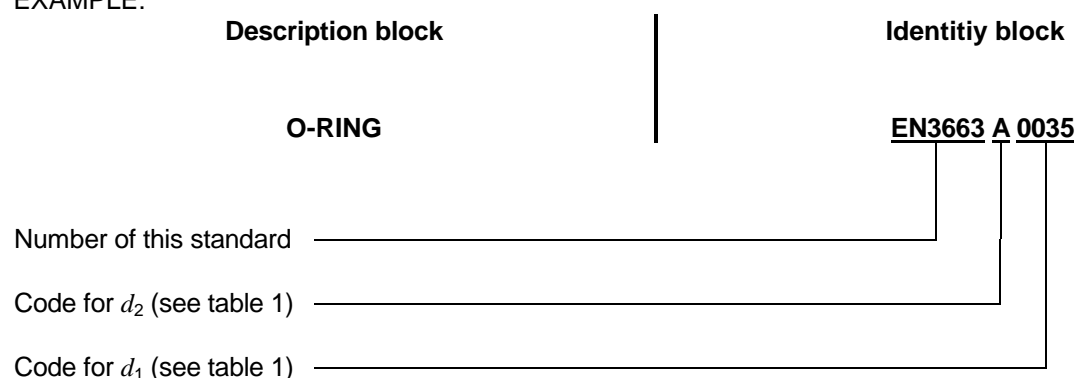 EXAMPLE:
Description block Identitiy block
O-RING EN3663 A 0035
Number of this standard
Code for d2 (see table 1)
Code for d1 (see table 1)